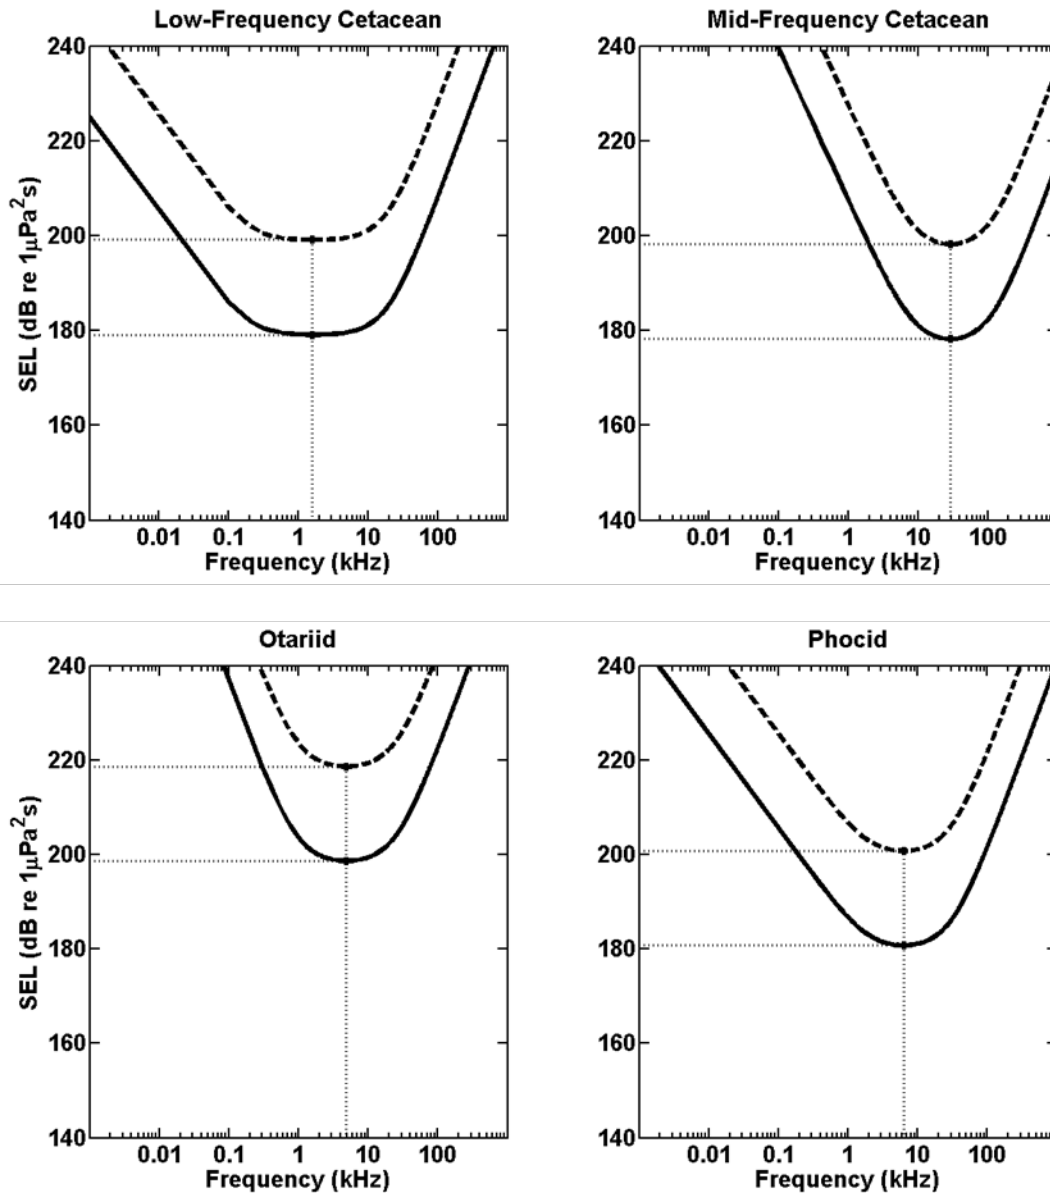 Low-Frequency Cetacean
Mid-Frequency Cetacean
SEL (dB re 1μPa²s)
240
220
200
180
160
140
0.01 0.1 1 10 100
Frequency (kHz)
240
220
200
180
160
140
0.01 0.1 1 10 100
Frequency (kHz)
Otariid
Phocid
SEL (dB re 1μPa²s)
240
220
200
180
160
140
0.01 0.1 1 10 100
Frequency (kHz)
240
220
200
180
160
140
0.01 0.1 1 10 100
Frequency (kHz)